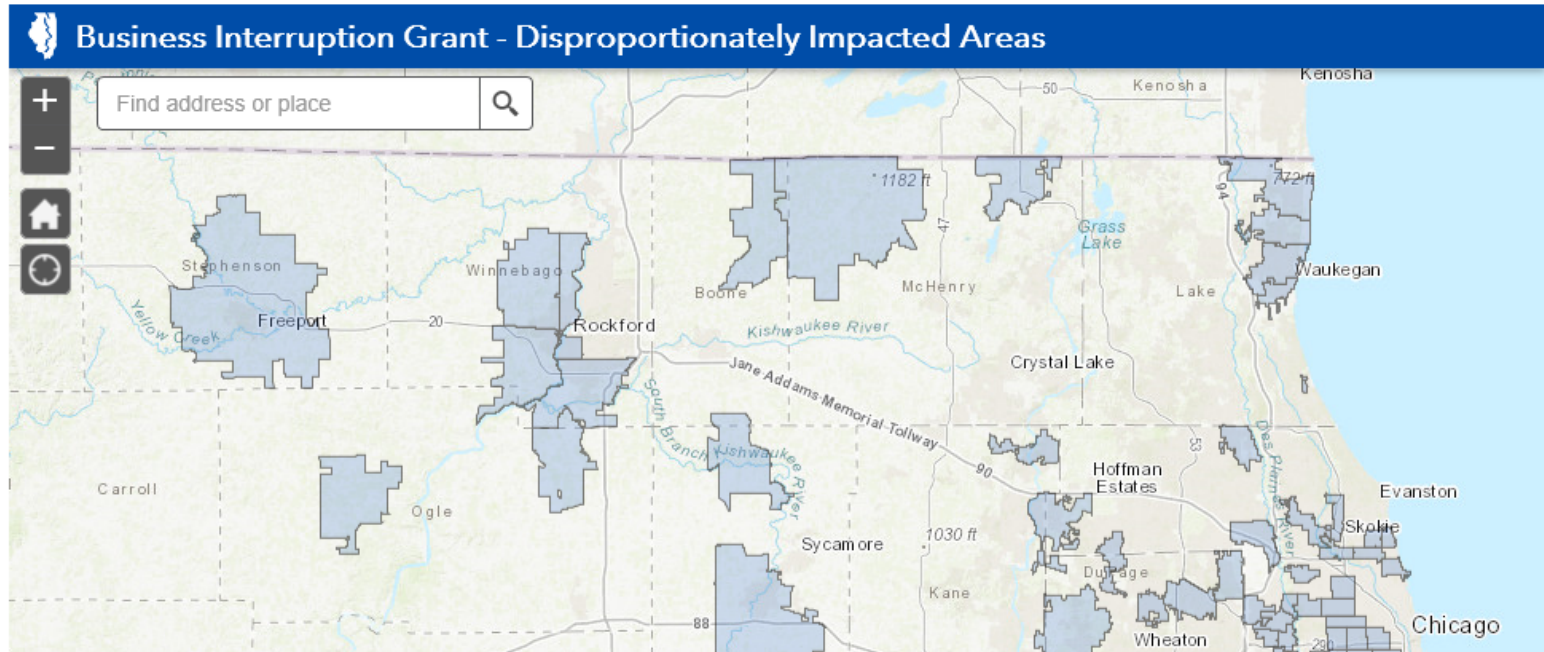 Business Interruption Grant - Disproportionately Impacted Areas
Kenosha
+
Find address or place
50
Kenosha
−
1182 ft
94
772 ft
47
Grass
Lake
Stephenson
Winnebago
Waukegan
Boone
McHenry
Lake
Yellow Creek
Freeport
20
Rockford
Kishwaukee River
Crystal Lake
Jane Addams Memorial Tollway
South Branch Kishwaukee River
53
Des Plaines River
90
Hoffman
Estates
Carroll
Evanston
Ogle
Skokie
1030 ft
Sycamore
DuPage
Kane
88
Chicago
Wheaton
290